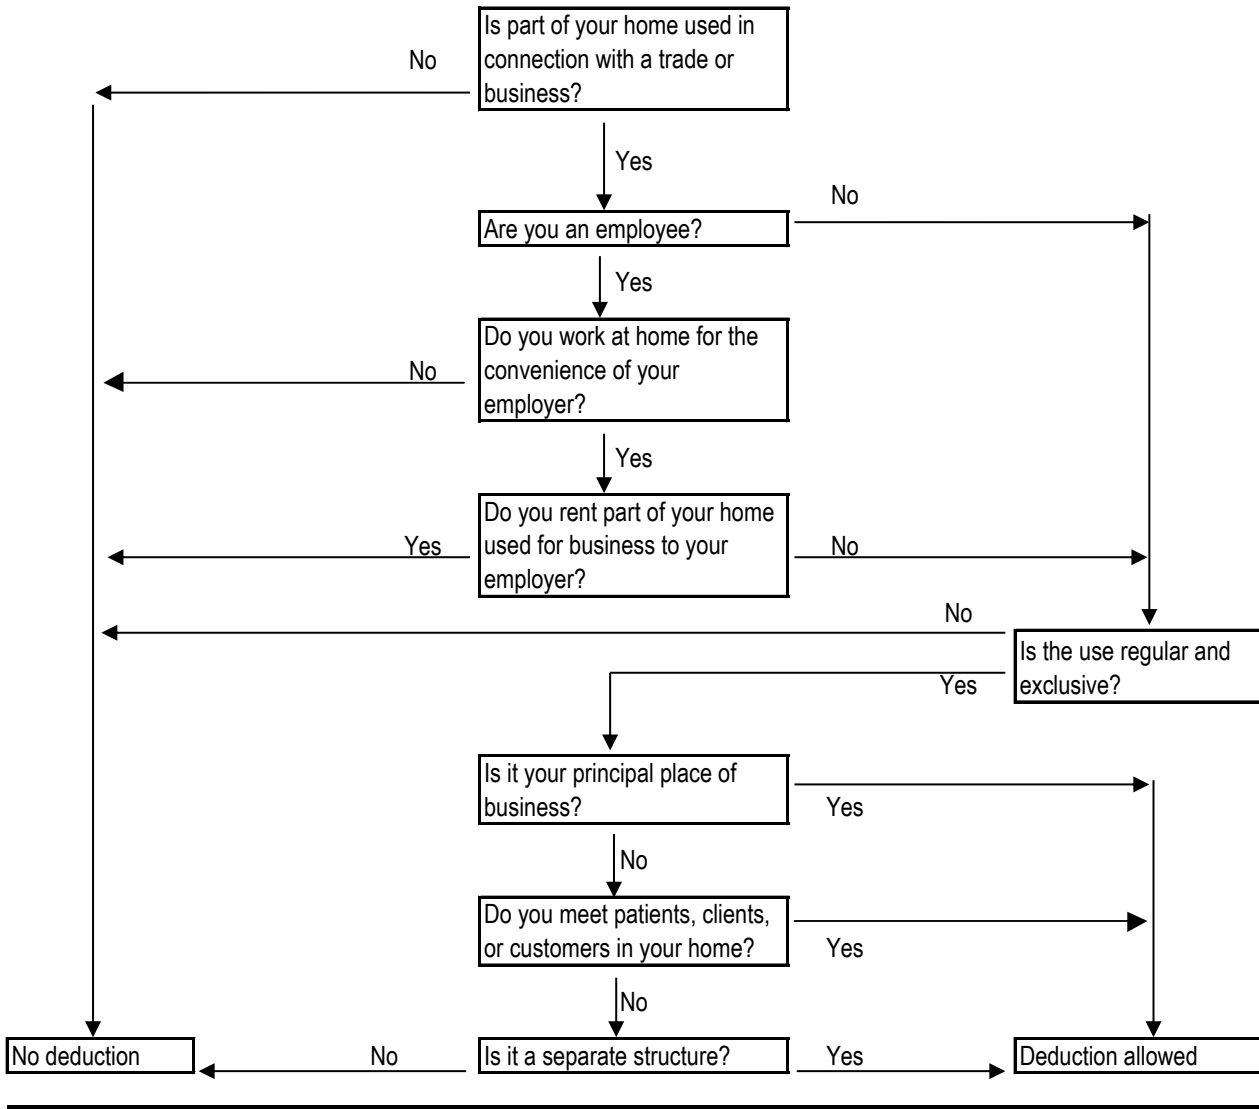 Is part of your home used in
connection with a trade or
business?
No
Yes
Are you an employee?
No
Yes
Do you work at home for the
convenience of your
employer?
No
Yes
Do you rent part of your home
used for business to your
employer?
Yes
No
No
Is the use regular and
exclusive?
Yes
Is it your principal place of
business?
Yes
No
Do you meet patients, clients,
or customers in your home?
Yes
No
No deduction
No
Is it a separate structure?
Yes
Deduction allowed